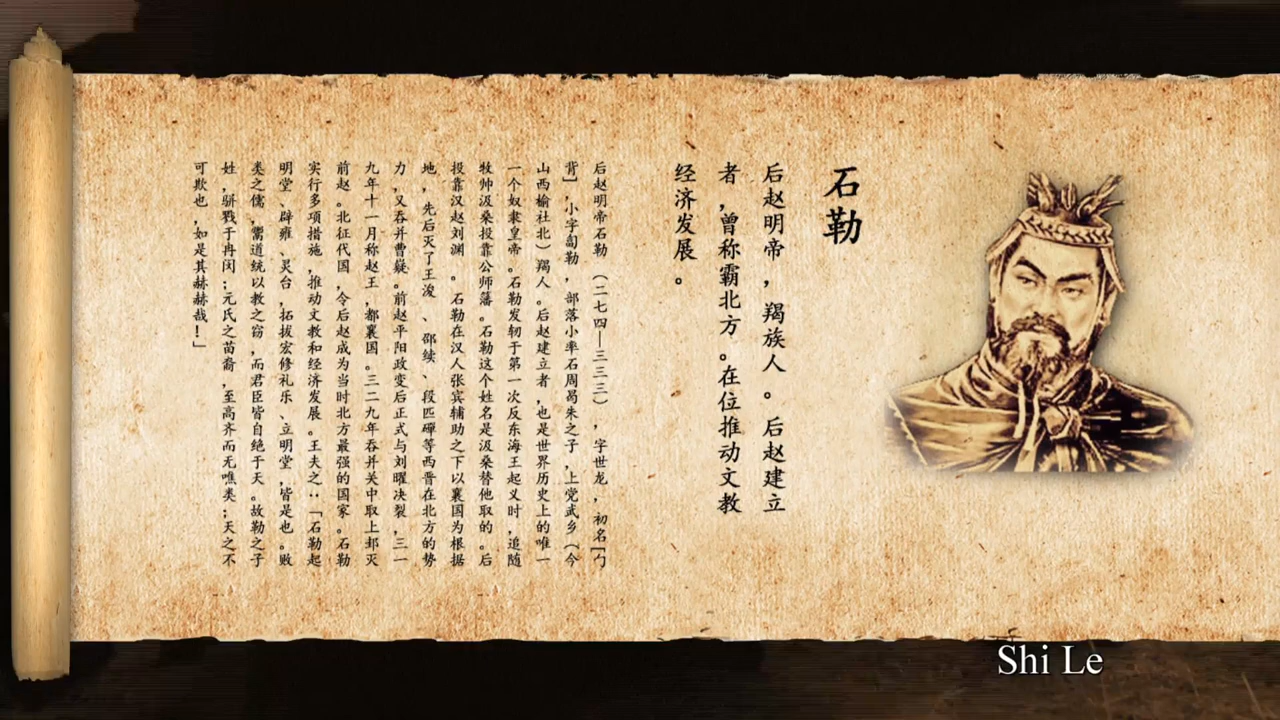 石勒
后赵明帝，羯族人。后赵建立
者，曾称霸北方。在位推动文教
经济发展。
后赵明帝石勒（二七四—三三三），字世龙，初名[㔨
背]，小字匐勒，部落小率石周曷朱之子，上党武乡（今
山西榆社北）羯人。后赵建立者，也是世界历史上的唯一
一个奴隶皇帝。石勒发轫于第一次反东海王起义时，追随
牧帅汲桑投靠公师藩。石勒这个姓名是汲桑替他取的。后
投靠汉赵刘渊。石勒在汉人张宾辅助之下以襄国为根据
地，先后灭了王浚、邵续、段匹磾等西晋在北方的势
力，又吞并曹嶷。前赵平阳政变后正式与刘曜决裂，三一
九年十一月称赵王，都襄国。三二九年吞并关中取上邽灭
前赵。北征代国，令后赵成为当时北方最强的国家。石勒
实行多项措施，推动文教和经济发展。王夫之：「石勒起
明堂、辟雍、灵台，拓拔宏修礼乐、立明堂，皆是也。败
类之儒，鬻道统以教之窃，而君臣皆自绝于天。故勒之子
姓，骈戮于冉闵；元氏之苗裔，至高齐而无噍类；天之不
可欺也，如是其赫赫哉！」
Shi Le